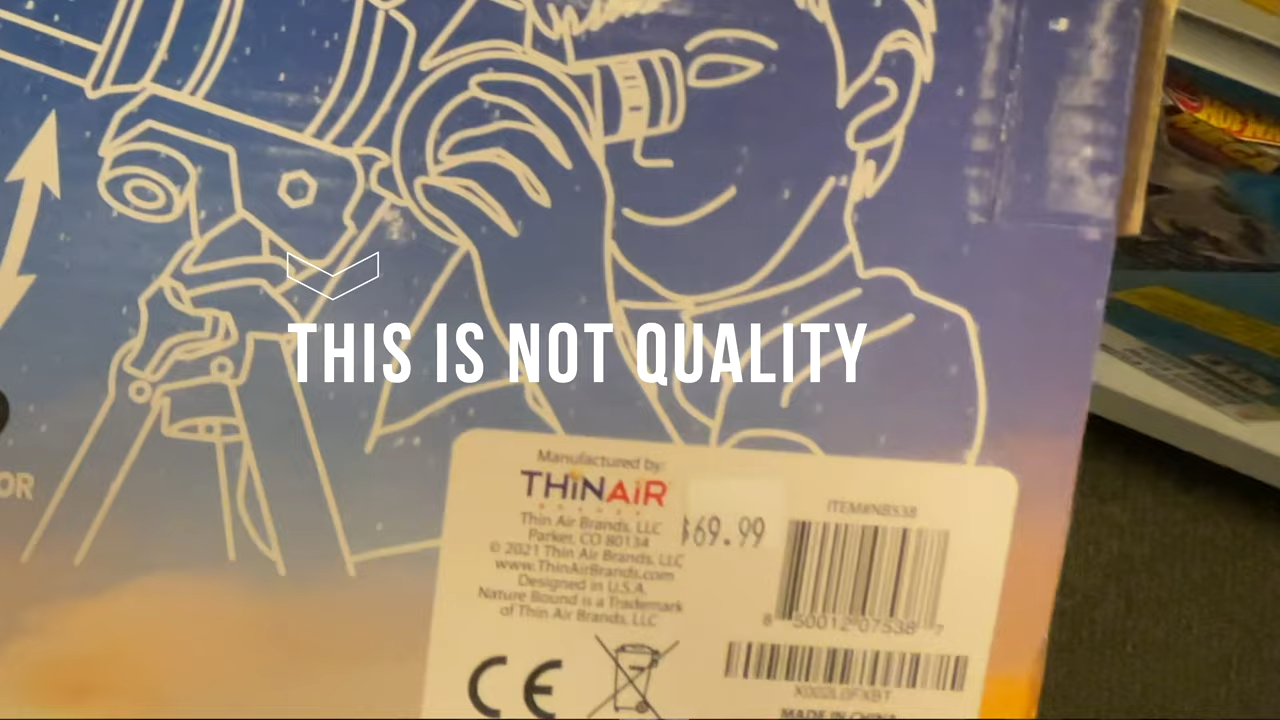 THIS IS NOT QUALITY
OR
Manufactured by:
THiNAiR
BRANDS
Thin Air Brands, LLC
Parker, CO 80134
© 2021 Thin Air Brands, LLC
www.ThinAirBrands.com
Designed in U.S.A.
Nature Bound is a Trademark
of Thin Air Brands, LLC
$69.99
ITEM#NB538
8 50012 07538 7
CE
MADE IN CHINA